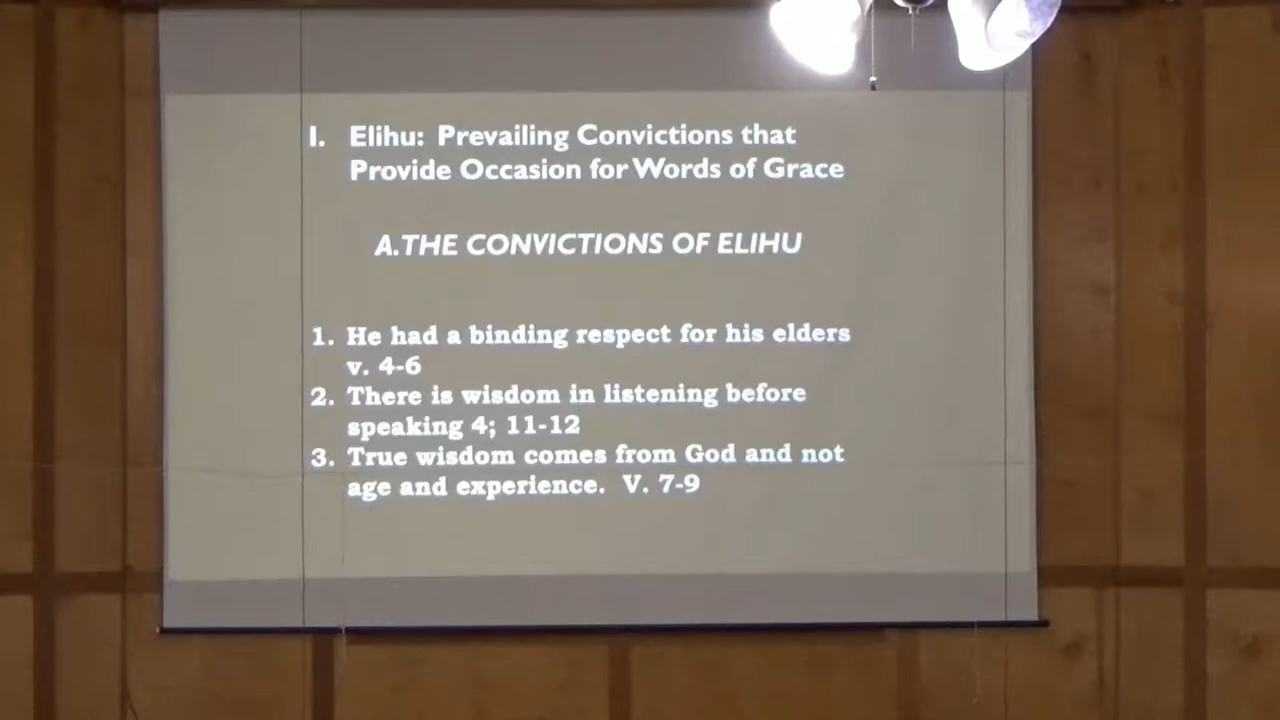 I. Elihu: Prevailing Convictions that
Provide Occasion for Words of Grace
A.THE CONVICTIONS OF ELIHU
1. He had a binding respect for his elders
v. 4-6
2. There is wisdom in listening before
speaking 4; 11-12
3. True wisdom comes from God and not
age and experience. V. 7-9